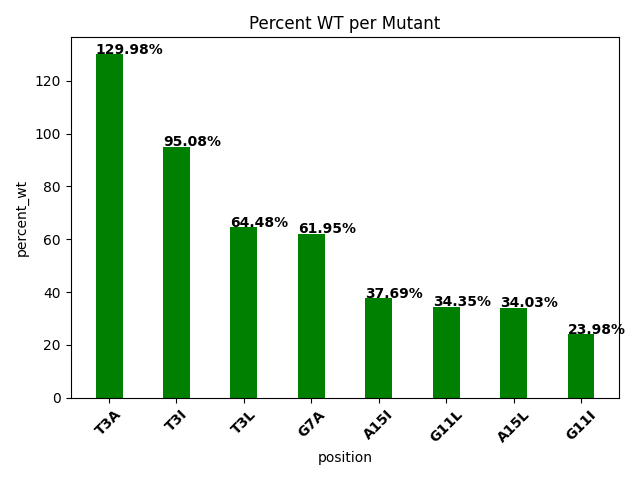 Percent WT per Mutant
percent_wt
120
100
80
60
40
20
0
129.98%
95.08%
64.48%
61.95%
37.69%
34.35%
34.03%
23.98%
T3A
T3I
T3L
G7A
A15I
G11L
A15L
G11I
position